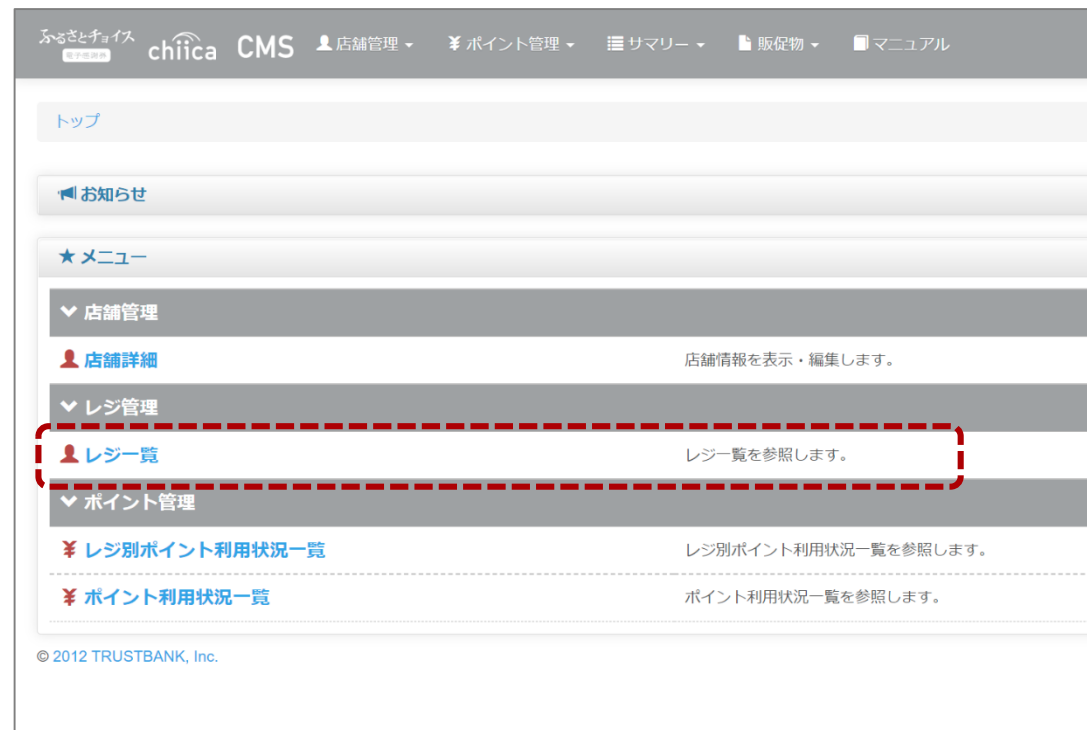 ふるさとチョイス
電子感謝券
chiica CMS 店舗管理 ポイント管理 サマリー 販促物 マニュアル
トップ
お知らせ
メニュー
店舗管理
店舗詳細 店舗情報を表示・編集します。
レジ管理
レジ一覧 レジ一覧を参照します。
ポイント管理
レジ別ポイント利用状況一覧 レジ別ポイント利用状況一覧を参照します。
ポイント利用状況一覧 ポイント利用状況一覧を参照します。
© 2012 TRUSTBANK, Inc.